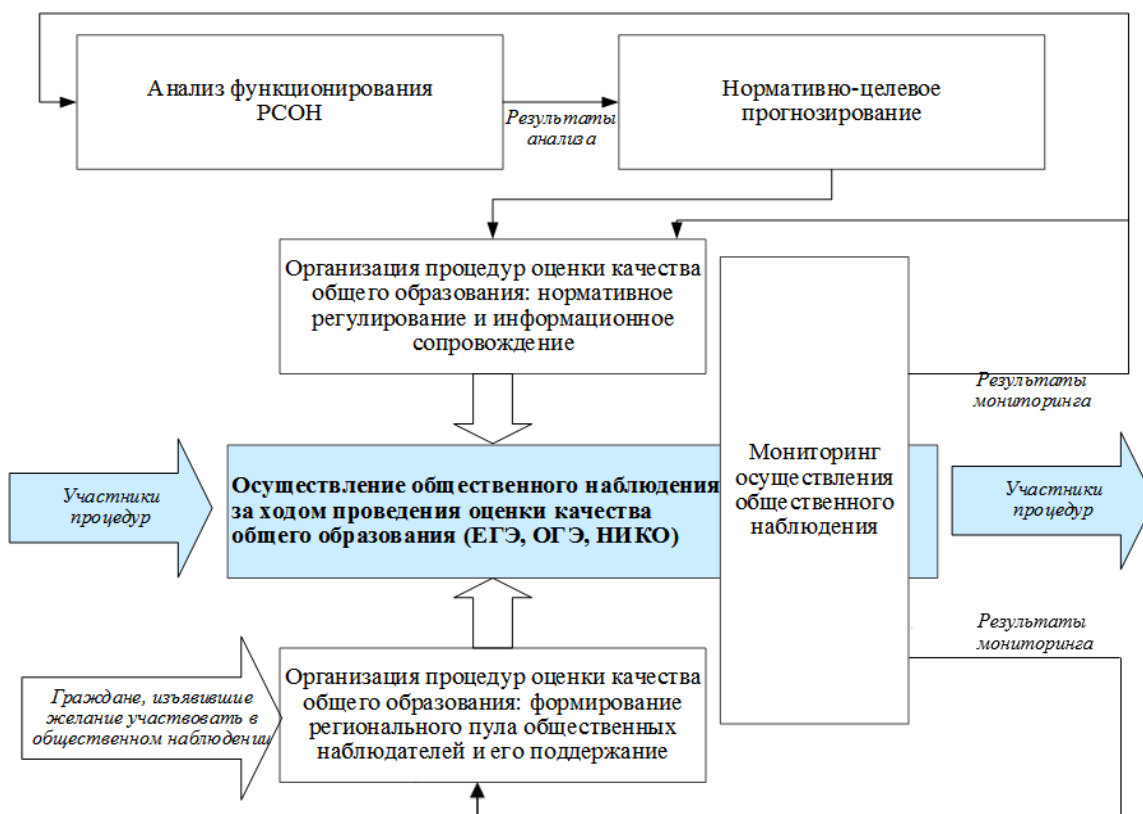 Анализ функционирования
РСОН
Результаты
анализа
Нормативно-целевое
прогнозирование
Организация процедур оценки качества
общего образования: нормативное
регулирование и информационное
сопровождение
Результаты
мониторинга
Участники
процедур
Осуществление общественного наблюдения
за ходом проведения оценки качества
общего образования (ЕГЭ, ОГЭ, НИКО)
Мониторинг
осуществления
общественного
наблюдения
Участники
процедур
Результаты
мониторинга
Граждане, изъявившие
желание участвовать в
общественном наблюдении
Организация процедур оценки качества
общего образования: формирование
регионального пула общественных
наблюдателей и его поддержание